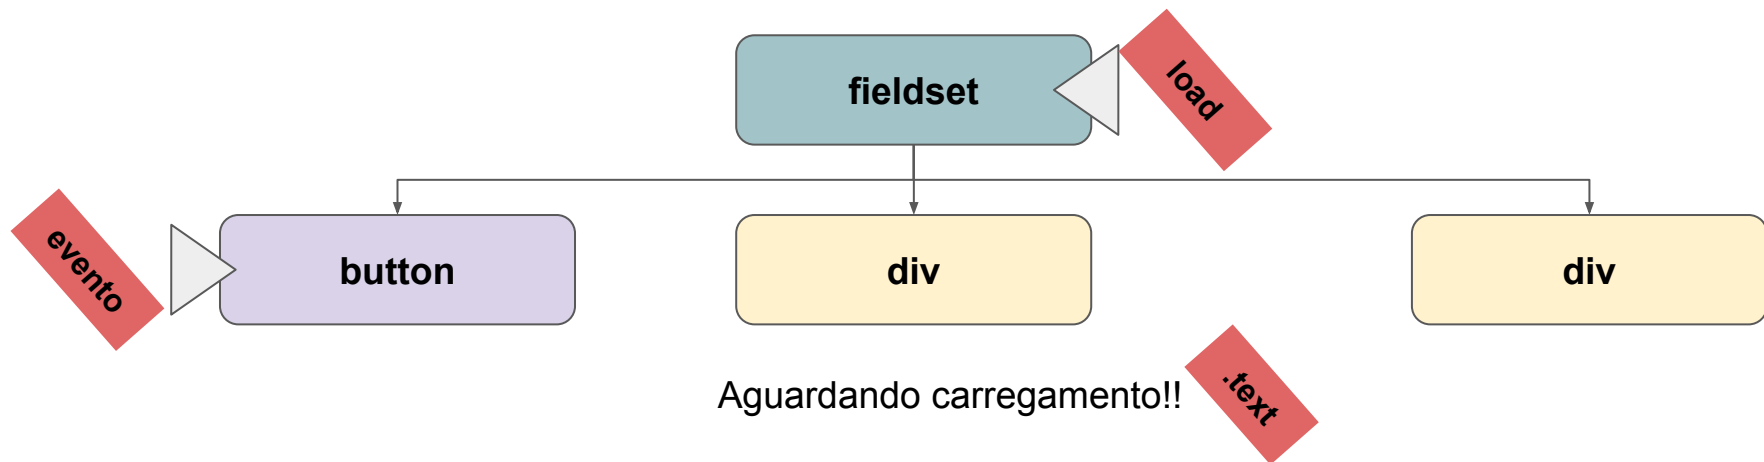 fieldset
load
evento
button
div
div
Aguardando carregamento!!
.text